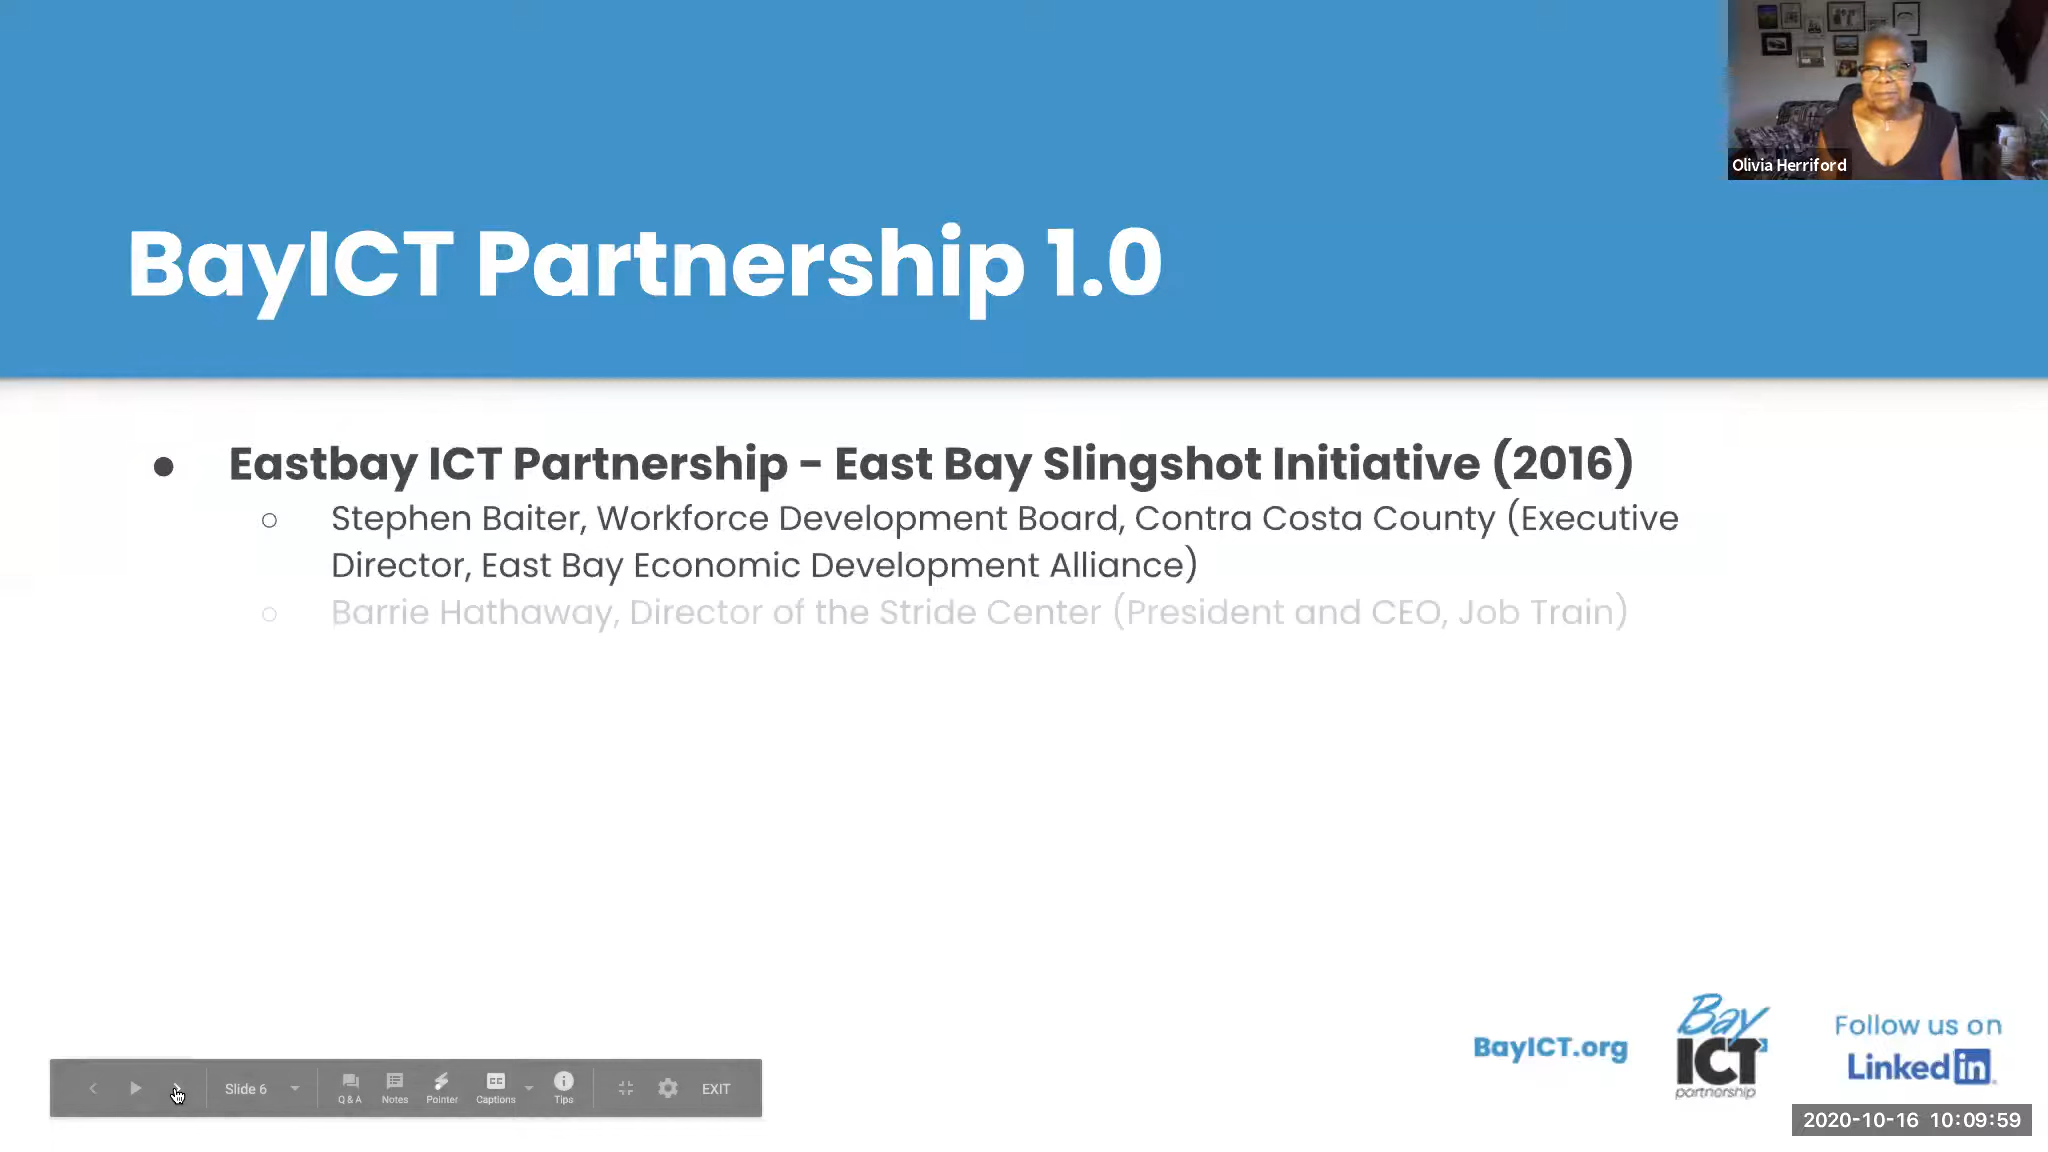 Olivia Herriford
BayICT Partnership 1.0
● Eastbay ICT Partnership - East Bay Slingshot Initiative (2016)
○ Stephen Baiter, Workforce Development Board, Contra Costa County (Executive
Director, East Bay Economic Development Alliance)
○ Barrie Hathaway, Director of the Stride Center (President and CEO, Job Train)
BayICT.org
Bay
ICT
partnership
Follow us on
Linked in
Slide 6
Q & A
Notes
Pointer
CC
Captions
Tips
EXIT
2020-10-16 10:09:59